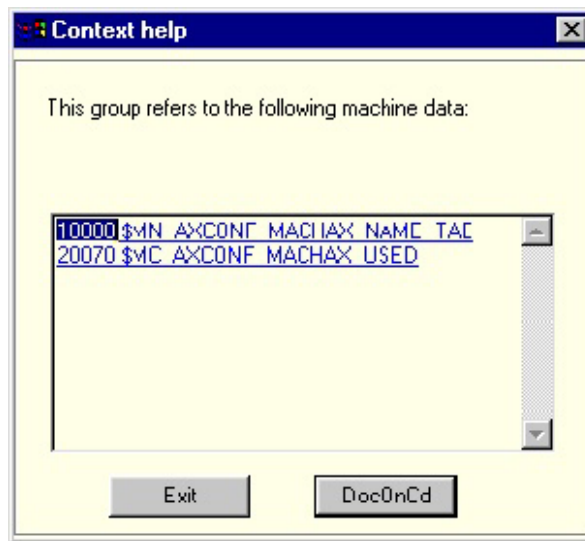 Context help
This group refers to the following machine data:
10000 $MN_AXCONF_MACHAX_NAME_TAB
20070 $MC_AXCONF_MACHAX_USED
Exit
DocOnCd